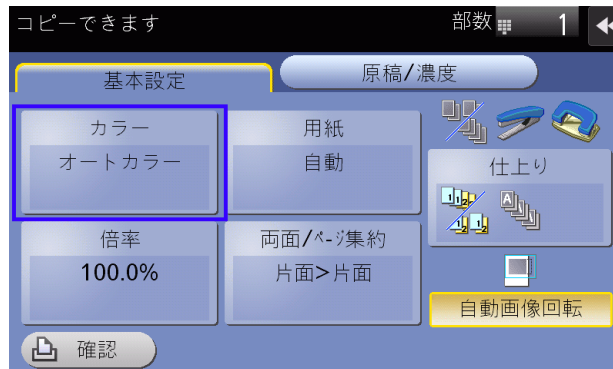 コピーできます 部数 1
基本設定 原稿/濃度
カラー
オートカラー
用紙
自動
仕上り
倍率
100.0%
両面/ﾍﾟｰｼﾞ集約
片面>片面
自動画像回転
確認